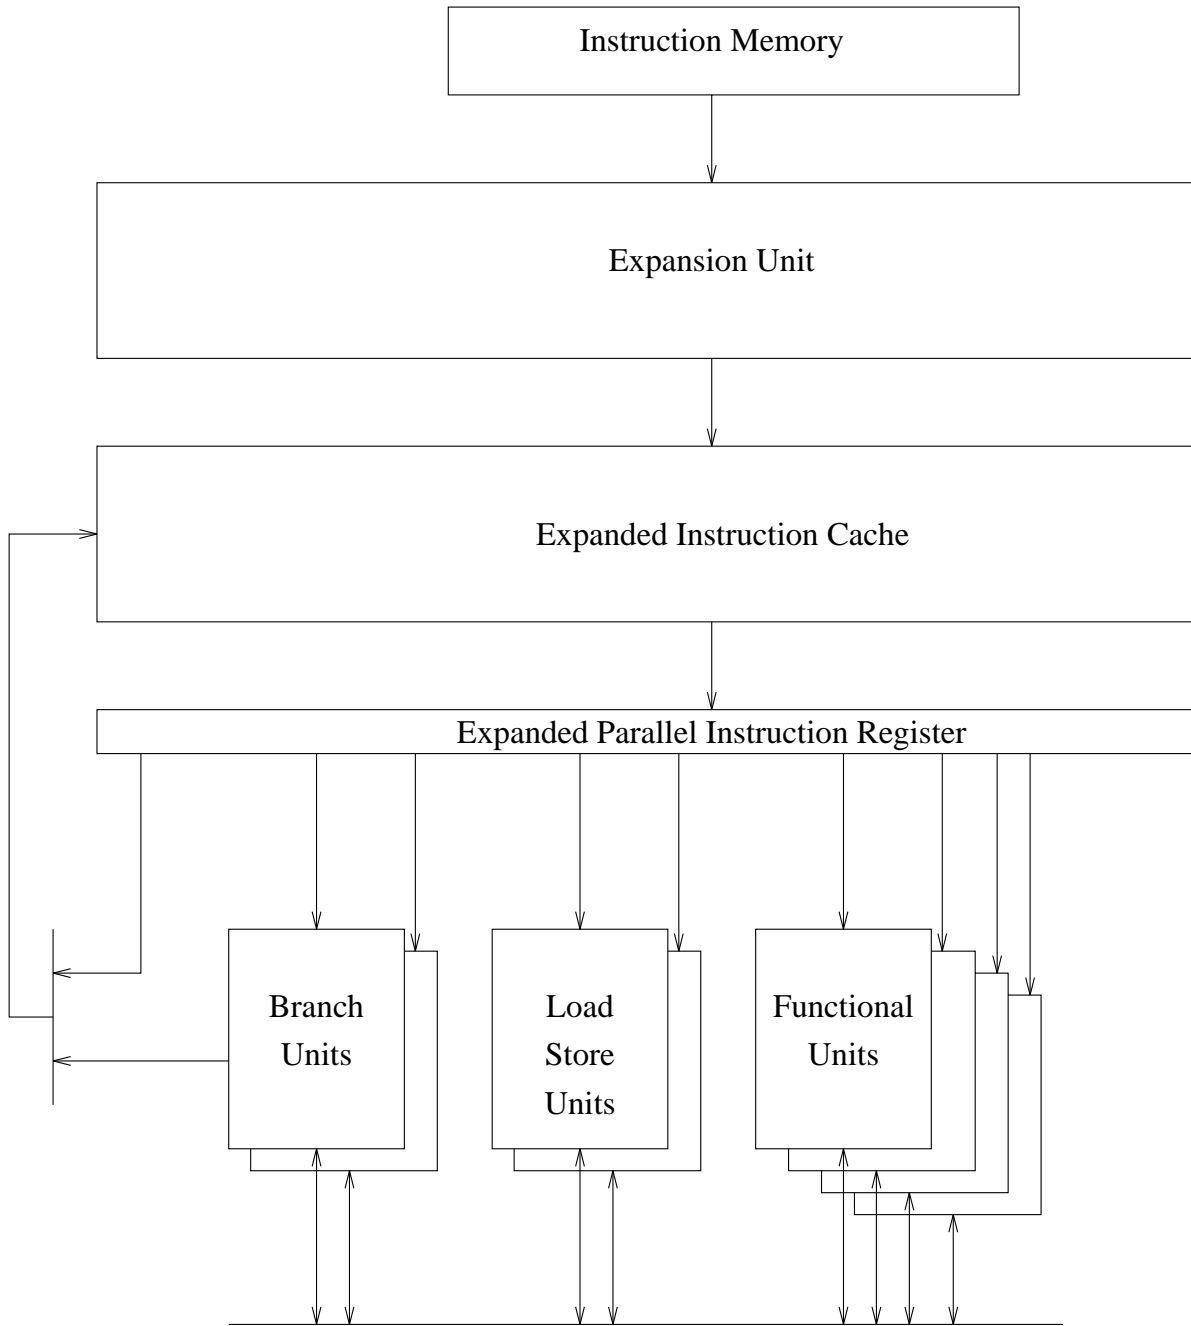 Instruction Memory
Expansion Unit
Expanded Instruction Cache
Expanded Parallel Instruction Register
Branch
Units
Load
Store
Units
Functional
Units